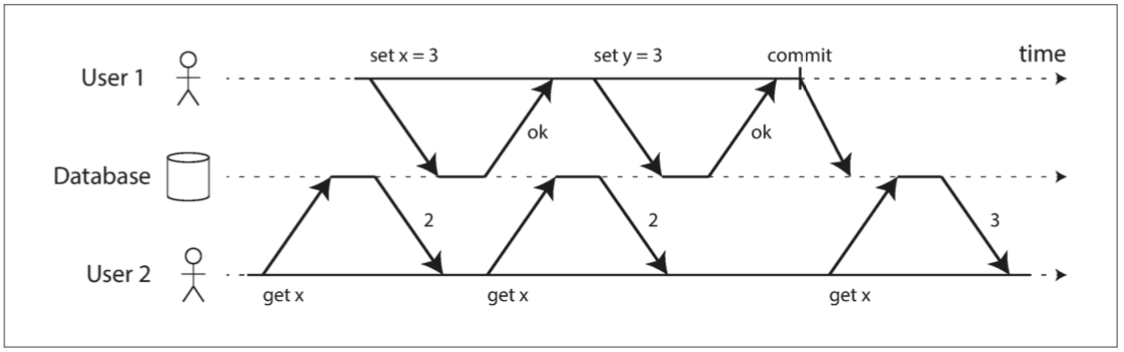 set x = 3
set y = 3
commit
time
User 1
ok
ok
Database
2
2
3
User 2
get x
get x
get x